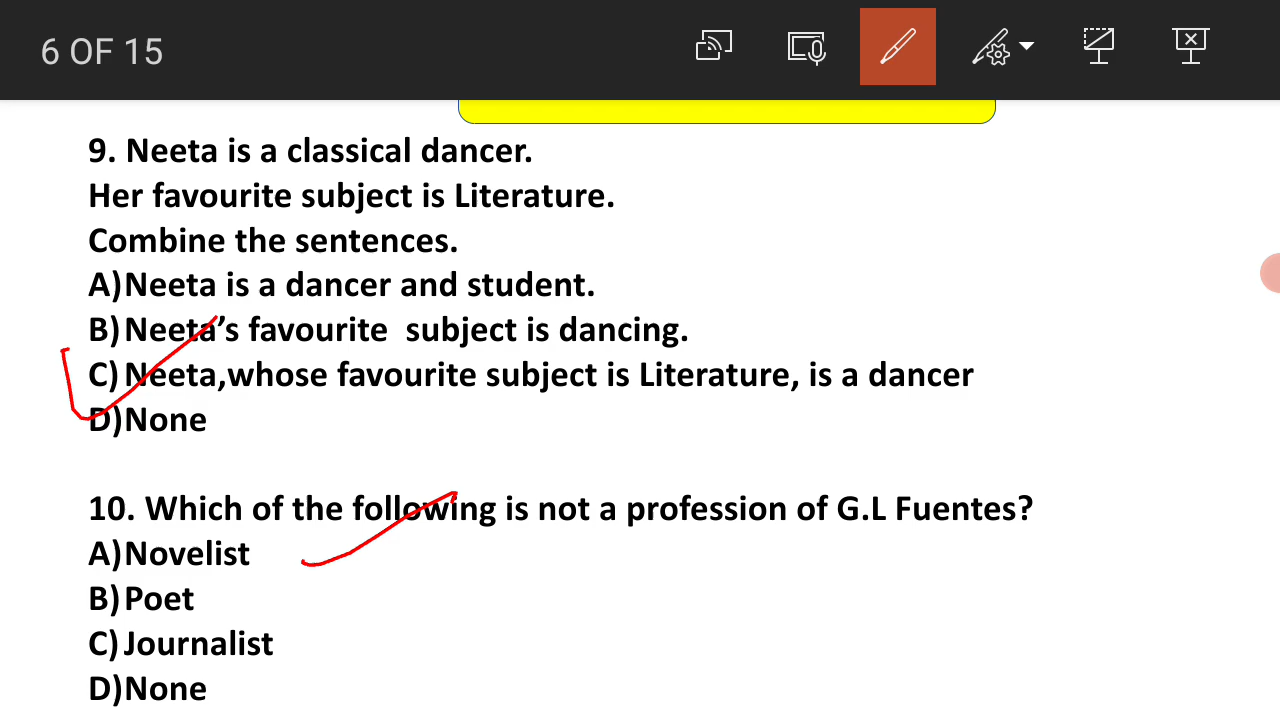 6 OF 15
9. Neeta is a classical dancer.
Her favourite subject is Literature.
Combine the sentences.
A)Neeta is a dancer and student.
B)Neeta’s favourite  subject is dancing.
C)Neeta,whose favourite subject is Literature, is a dancer
D)None
10. Which of the following is not a profession of G.L Fuentes?
A)Novelist
B)Poet
C)Journalist
D)None